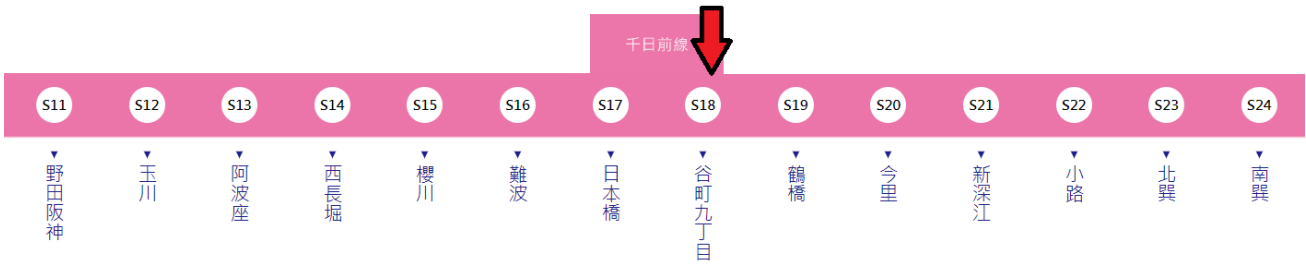 千日前線
S11 S12 S13 S14 S15 S16 S17 S18 S19 S20 S21 S22 S23 S24
野田阪神
玉川
阿波座
西長堀
櫻川
難波
日本橋
谷町九丁目
鶴橋
今里
新深江
小路
北巽
南巽